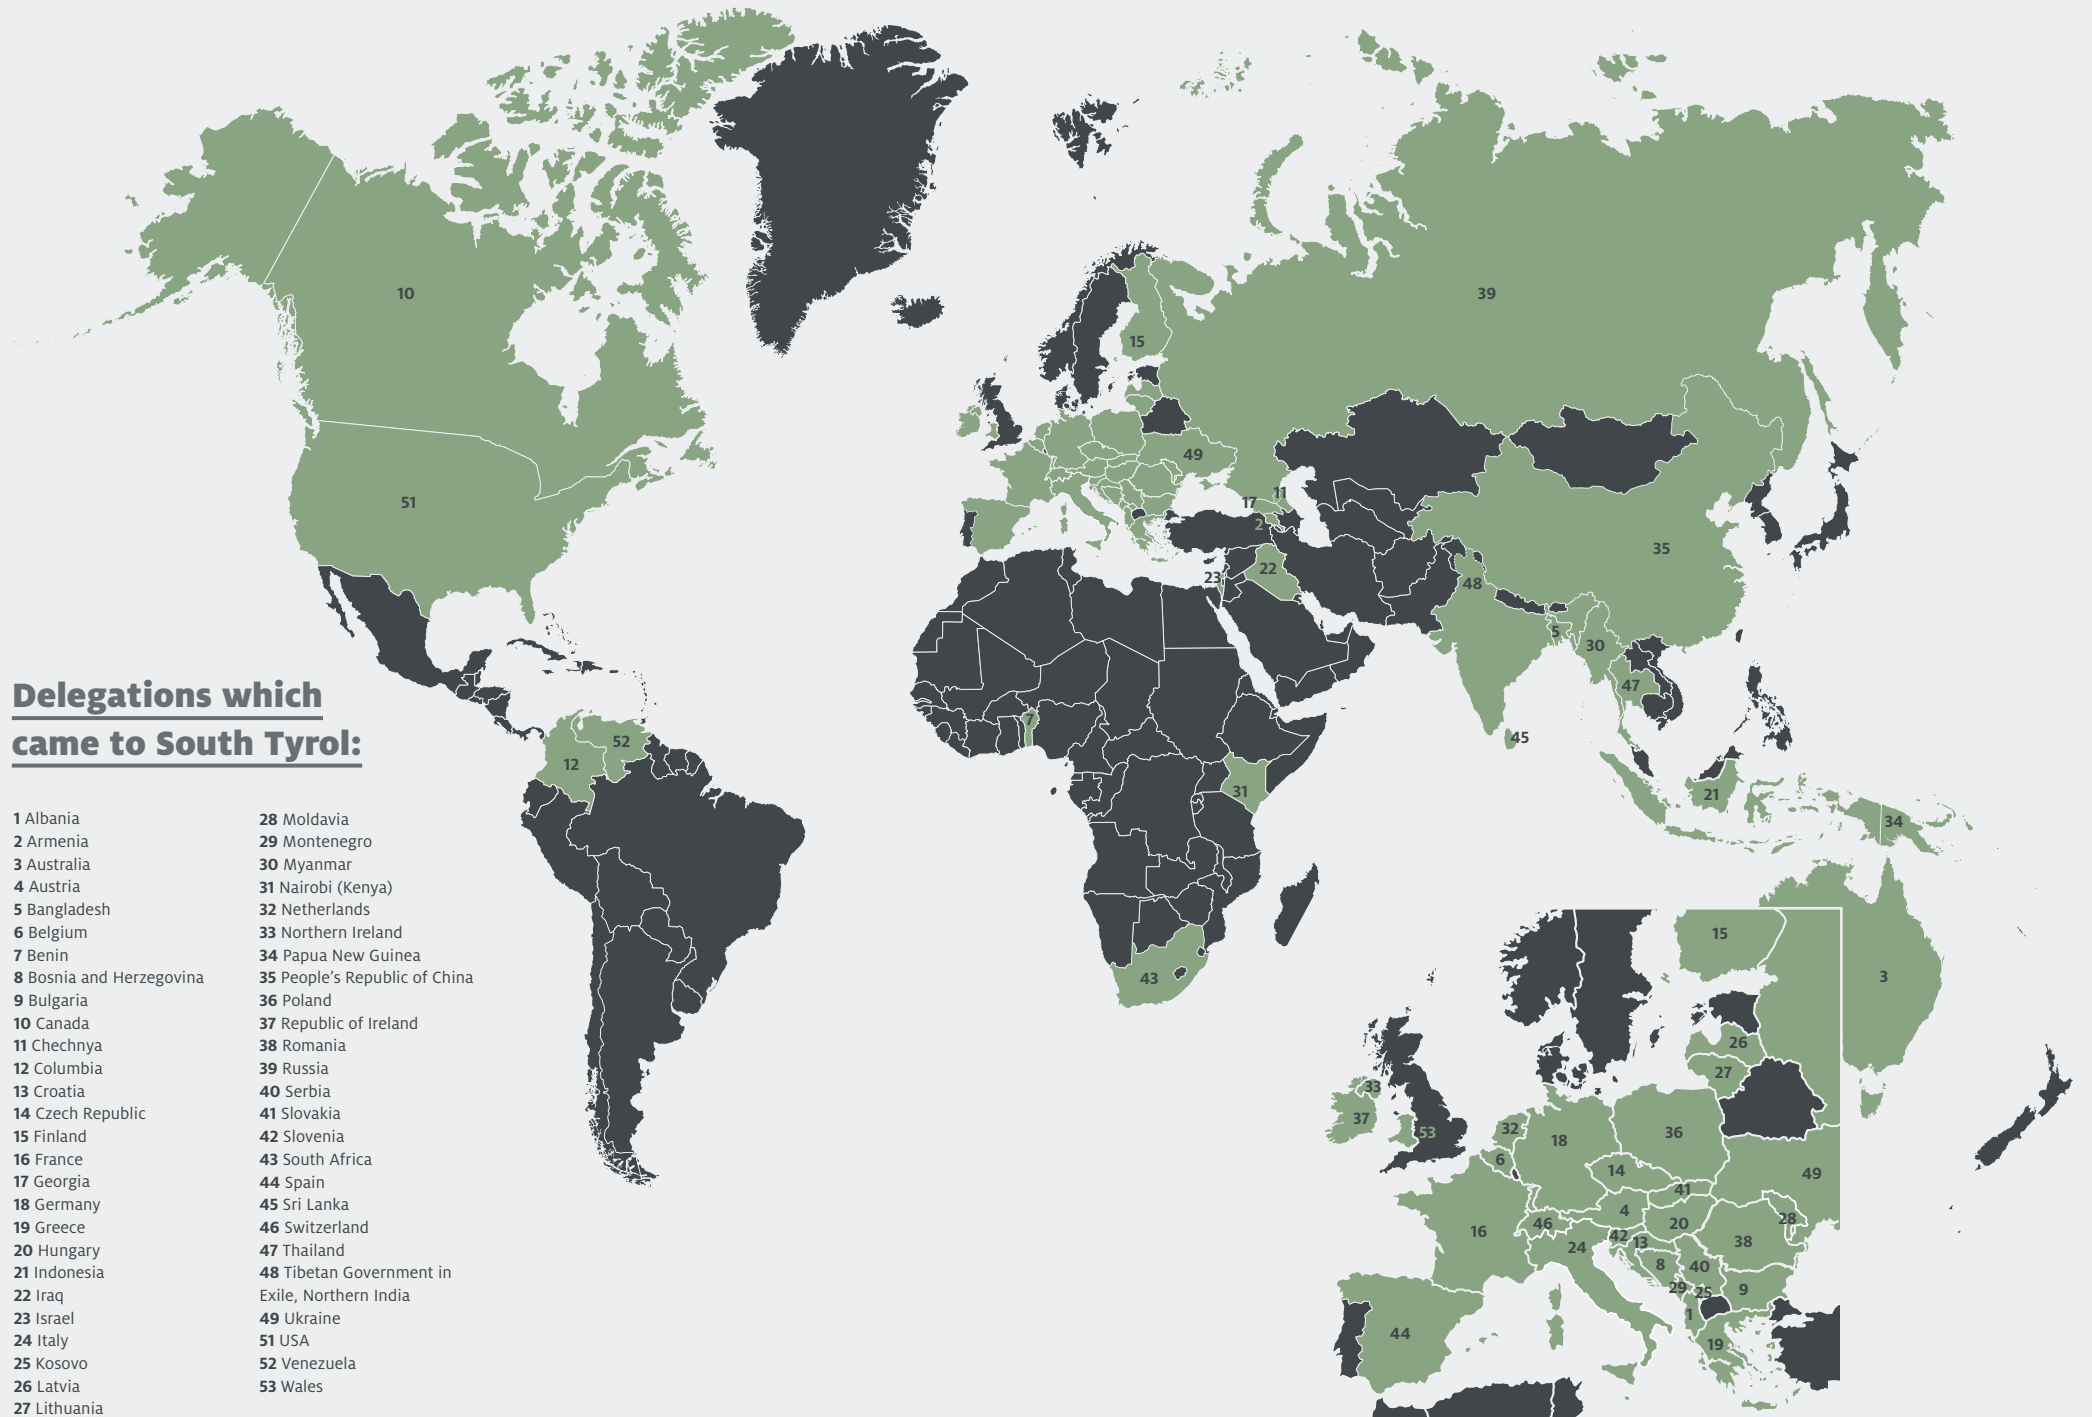 Delegations which
came to South Tyrol:
1 Albania
2 Armenia
3 Australia
4 Austria
5 Bangladesh
6 Belgium
7 Benin
8 Bosnia and Herzegovina
9 Bulgaria
10 Canada
11 Chechnya
12 Columbia
13 Croatia
14 Czech Republic
15 Finland
16 France
17 Georgia
18 Germany
19 Greece
20 Hungary
21 Indonesia
22 Iraq
23 Israel
24 Italy
25 Kosovo
26 Latvia
27 Lithuania
28 Moldavia
29 Montenegro
30 Myanmar
31 Nairobi (Kenya)
32 Netherlands
33 Northern Ireland
34 Papua New Guinea
35 People's Republic of China
36 Poland
37 Republic of Ireland
38 Romania
39 Russia
40 Serbia
41 Slovakia
42 Slovenia
43 South Africa
44 Spain
45 Sri Lanka
46 Switzerland
47 Thailand
48 Tibetan Government in
Exile, Northern India
49 Ukraine
51 USA
52 Venezuela
53 Wales
10
39
15
49
51
17
11
2
35
22
23
48
5
30
47
7
52
45
12
31
21
34
43
3
15
26
27
33
37
53
32
18
36
6
14
49
41
4
28
46
20
16
42
13
38
24
8
40
29
25
9
1
44
19